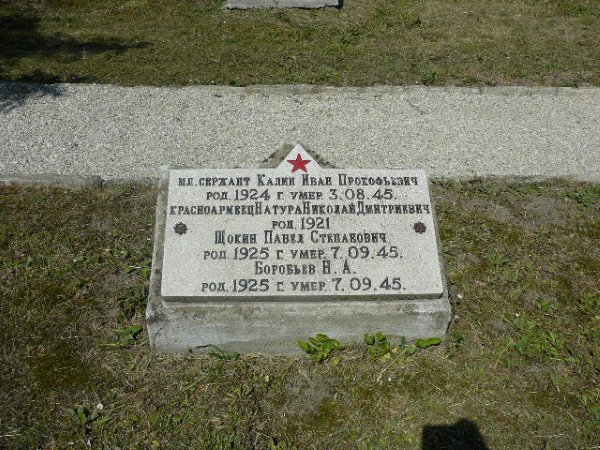 мл. сержант Калин Иван Прокофьевич
род. 1924 г. умер. 3.08.45.
красноармеец Натура Николай Дмитриевич
род. 1921
Щокин Павел Степанович
род. 1925 г. умер. 7.09.45.
Воробьев Н. А.
род. 1925 г. умер. 7.09.45.